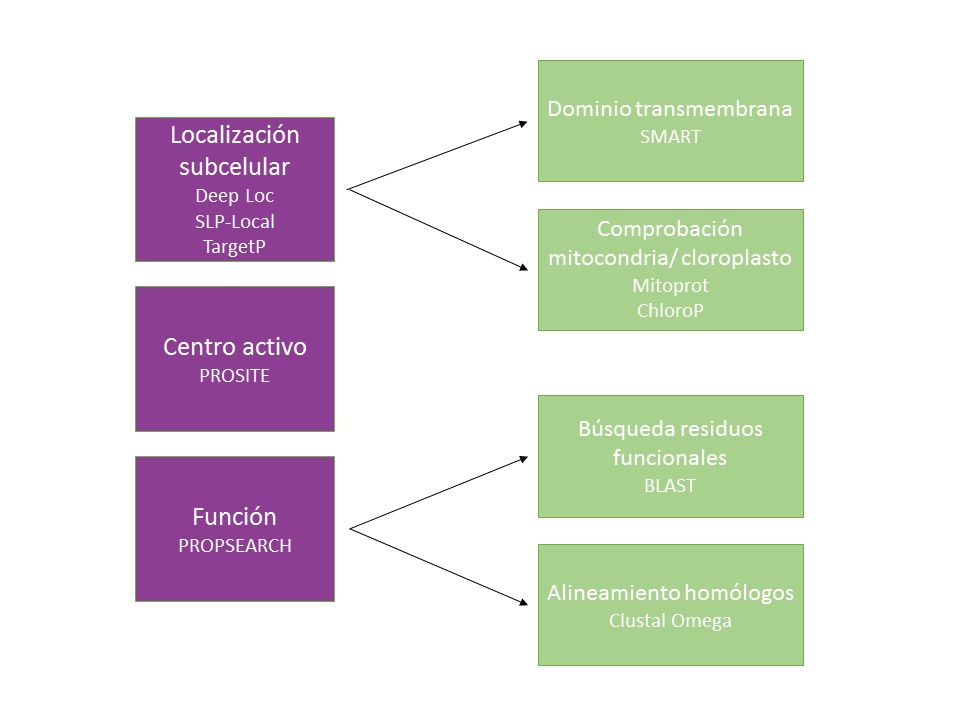 Localización
subcelular
Deep Loc
SLP-Local
TargetP
Centro activo
PROSITE
Función
PROPSEARCH
Dominio transmembrana
SMART
Comprobación
mitocondria/ cloroplasto
Mitoprot
ChloroP
Búsqueda residuos
funcionales
BLAST
Alineamiento homólogos
Clustal Omega